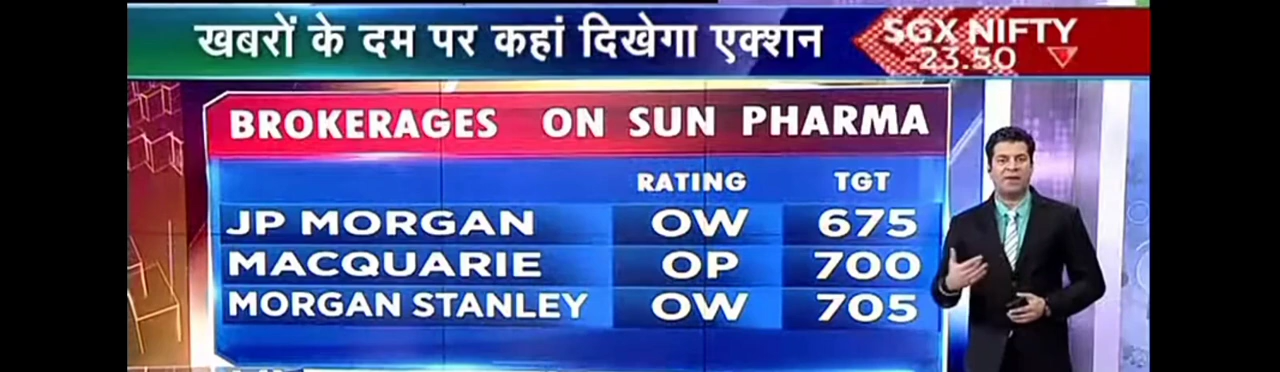 खबरों के दम पर कहां दिखेगा एक्शन
SGX NIFTY
-23.50
BROKERAGES ON SUN PHARMA
RATING TGT
JP MORGAN OW 675
MACQUARIE OP 700
MORGAN STANLEY OW 705